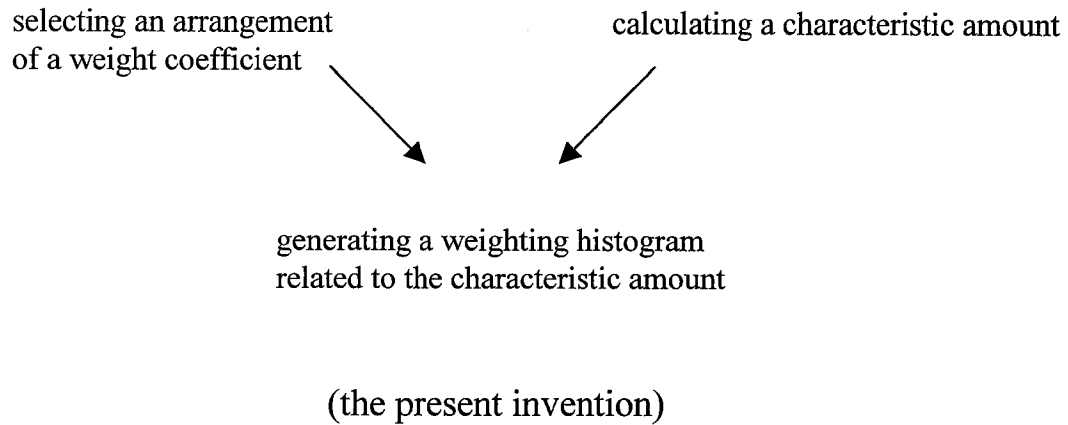 selecting an arrangement
of a weight coefficient
calculating a characteristic amount
generating a weighting histogram
related to the characteristic amount
(the present invention)